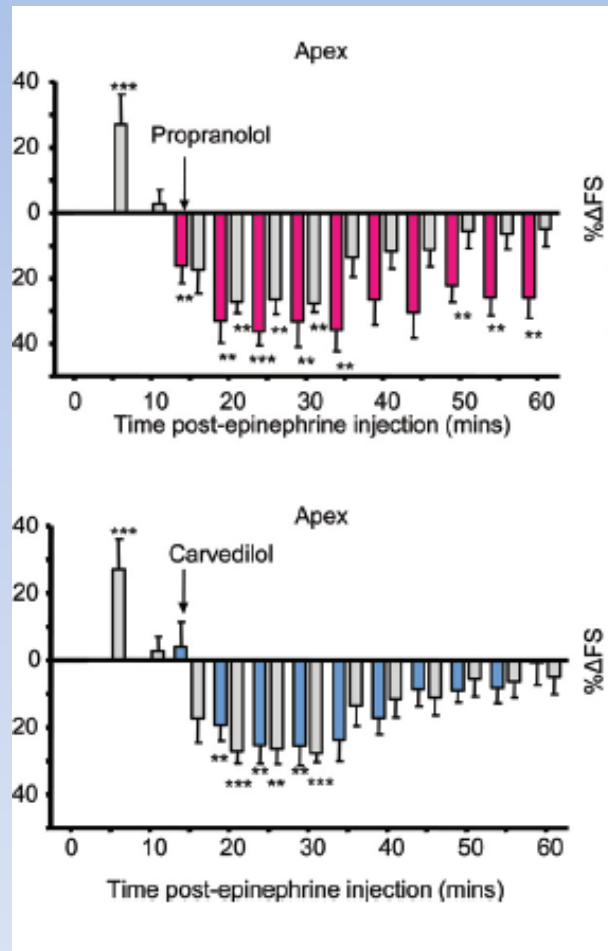 Apex
40
20
0
20
40
***
Propranolol
%ΔFS
** ** ** *** ** ** ** ** ** ** **
0 10 20 30 40 50 60
Time post-epinephrine injection (mins)
Apex
40
20
0
20
40
***
Carvedilol
%ΔFS
** *** ** ** ** ***
0 10 20 30 40 50 60
Time post-epinephrine injection (mins)